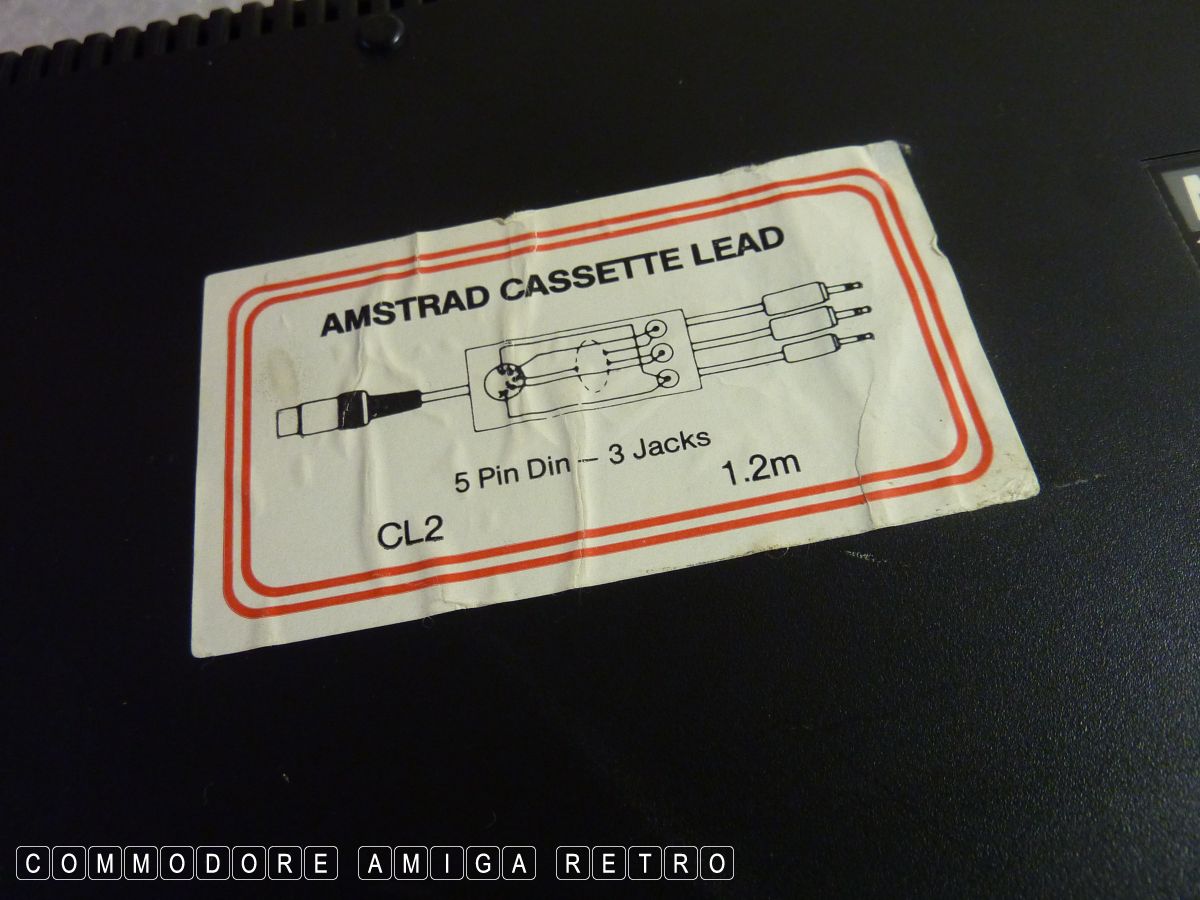 AMSTRAD CASSETTE LEAD
5 Pin Din – 3 Jacks
1.2m
CL2
COMMODORE AMIGA RETRO